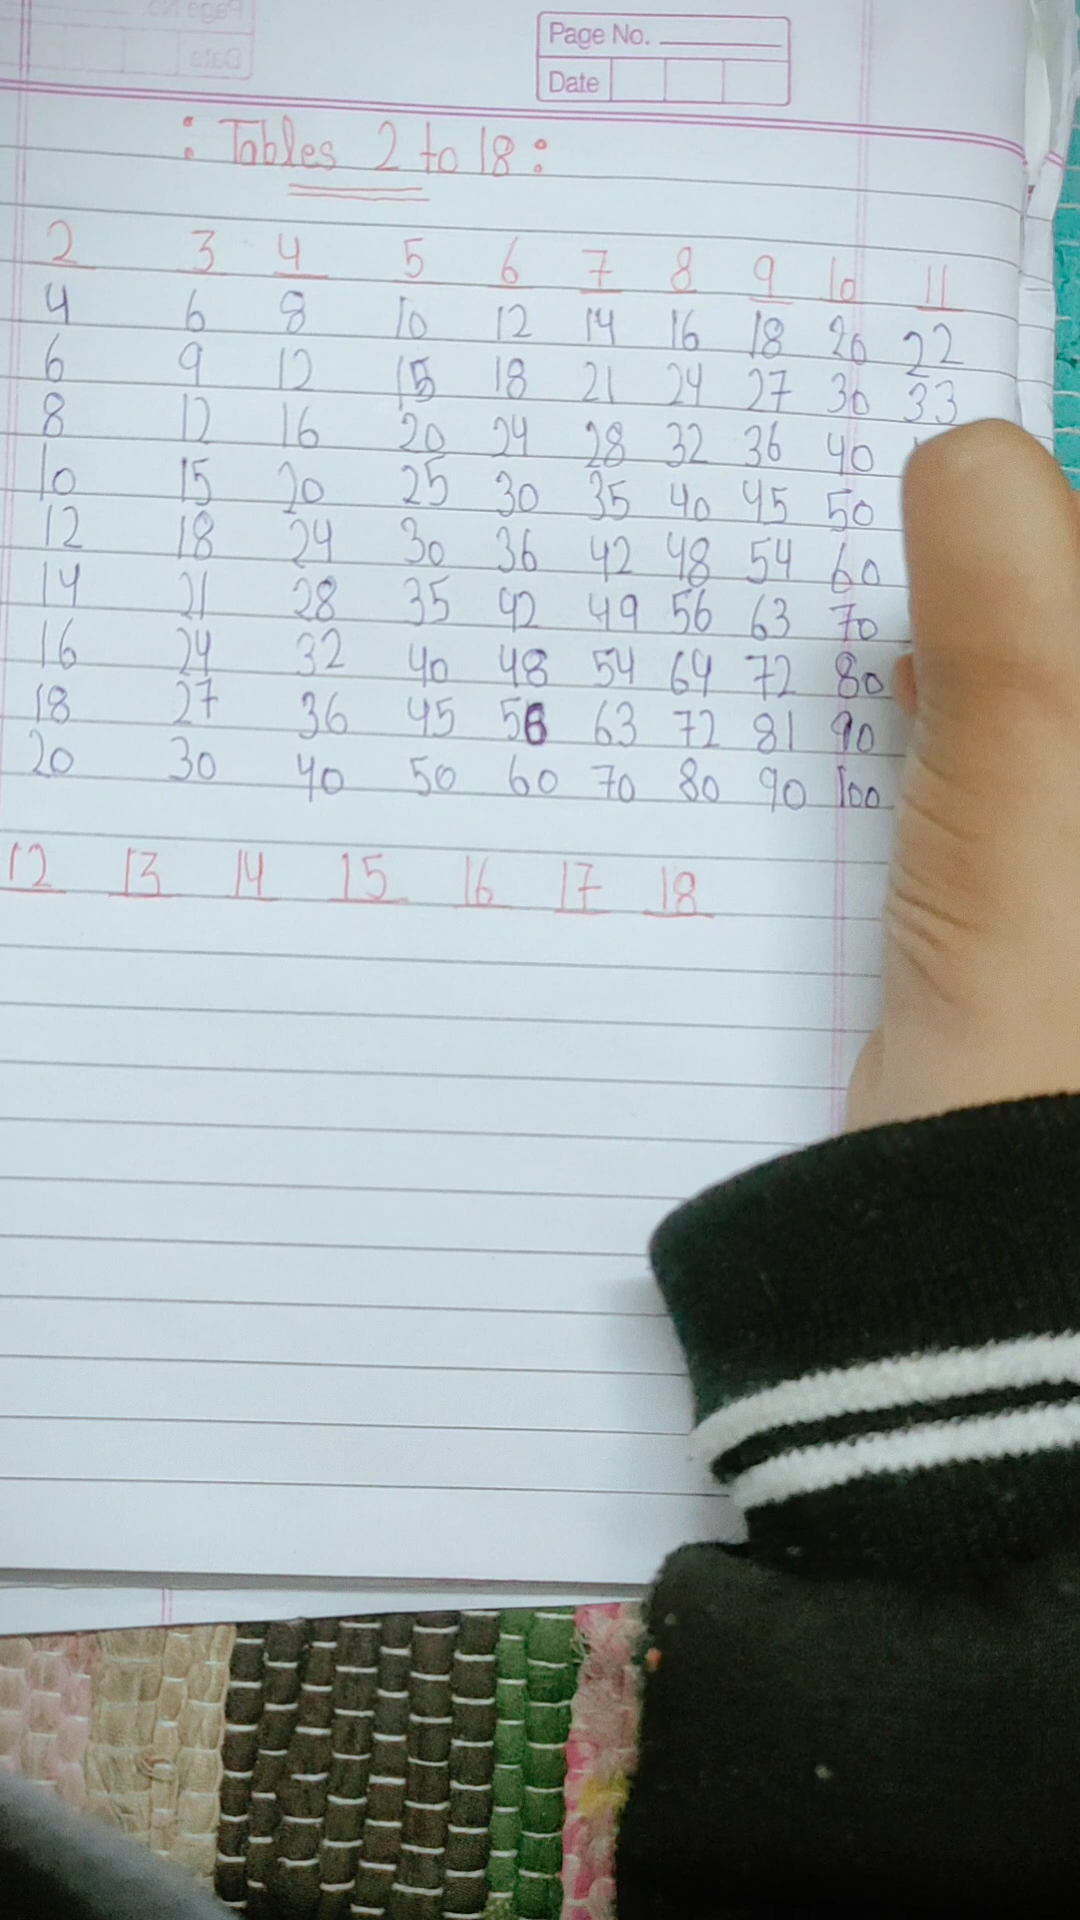 Page No.
Date
: Tables 2 to 18 :
2 3 4 5 6 7 8 9 10 11
4 6 8 10 12 14 16 18 20 22
6 9 12 15 18 21 24 27 30 33
8 12 16 20 24 28 32 36 40
10 15 20 25 30 35 40 45 50
12 18 24 30 36 42 48 54 60
14 21 28 35 42 49 56 63 70
16 24 32 40 48 54 64 72 80
18 27 36 45 56 63 72 81 90
20 30 40 50 60 70 80 90 100
12 13 14 15 16 17 18